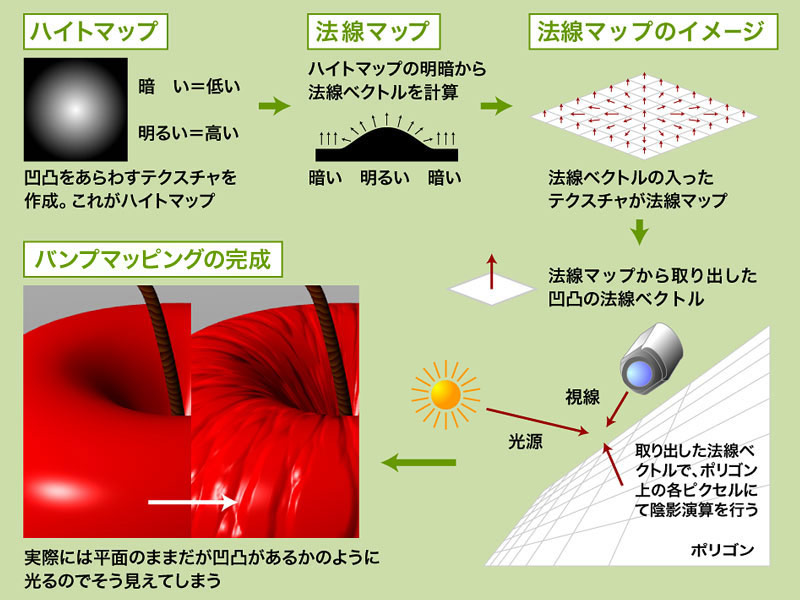 ハイトマップ
暗　い＝低い
明るい＝高い
凹凸をあらわすテクスチャを
作成。これがハイトマップ
法線マップ
ハイトマップの明暗から
法線ベクトルを計算
暗い　明るい　暗い
法線マップのイメージ
法線ベクトルの入った
テクスチャが法線マップ
法線マップから取り出した
凹凸の法線ベクトル
視線
光源
取り出した法線ベ
クトルで、ポリゴン
上の各ピクセルに
て陰影演算を行う
ポリゴン
バンプマッピングの完成
実際には平面のままだが凹凸があるかのように
光るのでそう見えてしまう